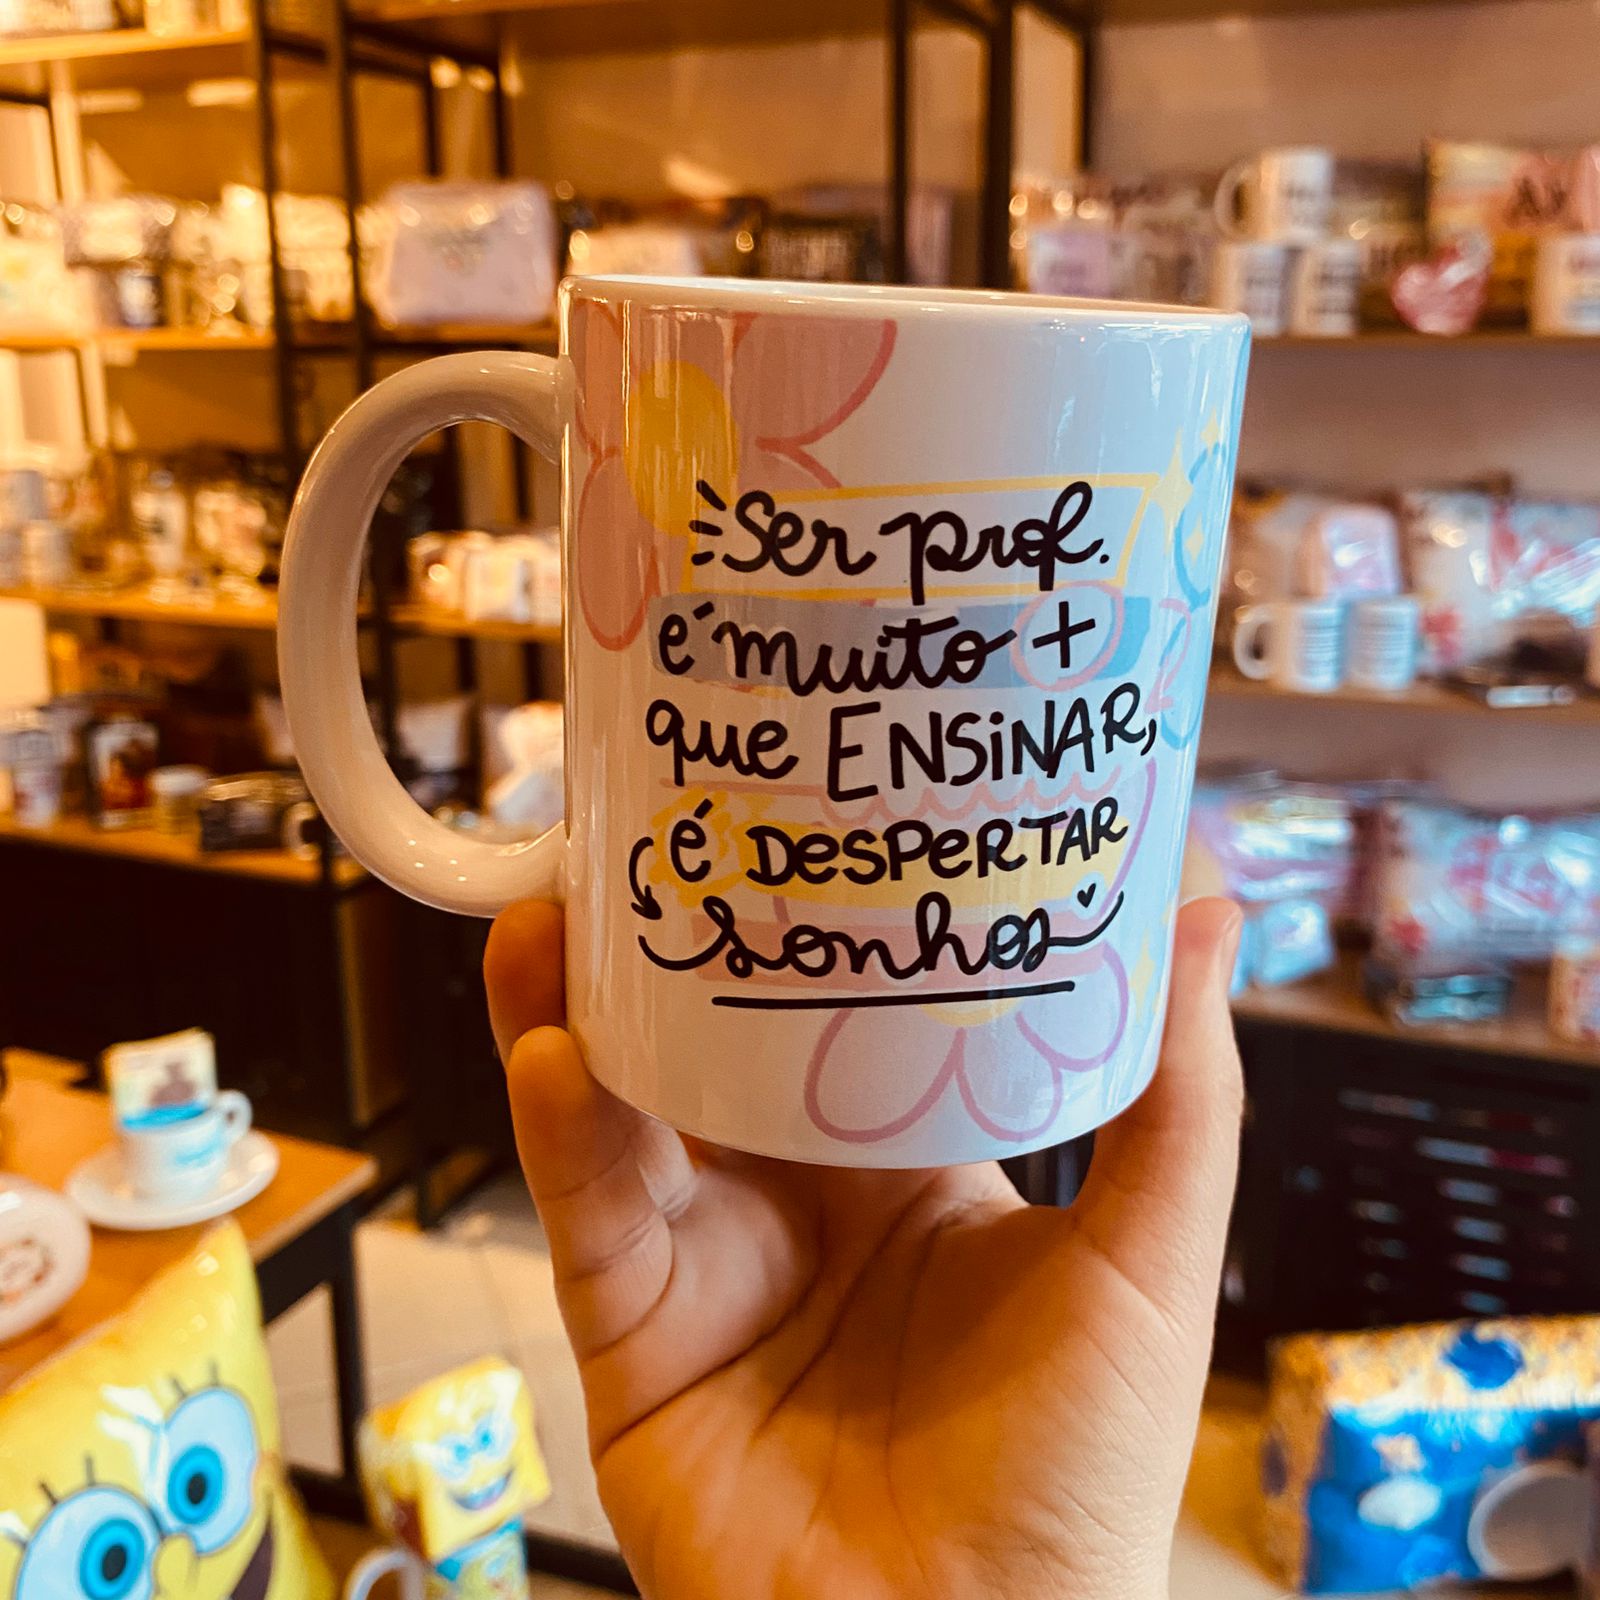 Ser prof.
é muito +
que ENSiNAR,
é DesPeRTAR
sonhos